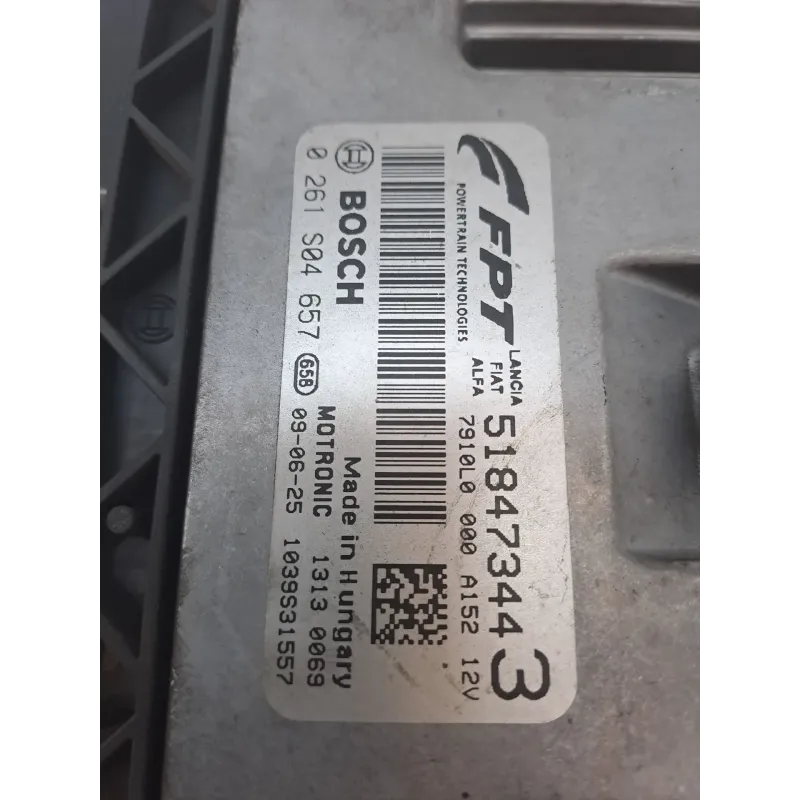 FPT LANCIA FIAT ALFA 51847344 3
POWERTRAIN TECHNOLOGIES 7910L0 000 A152 12V
BOSCH Made in Hungary
MOTRONIC 1313 0069
0 261 S04 657 65B 09-06-25 1039S31557